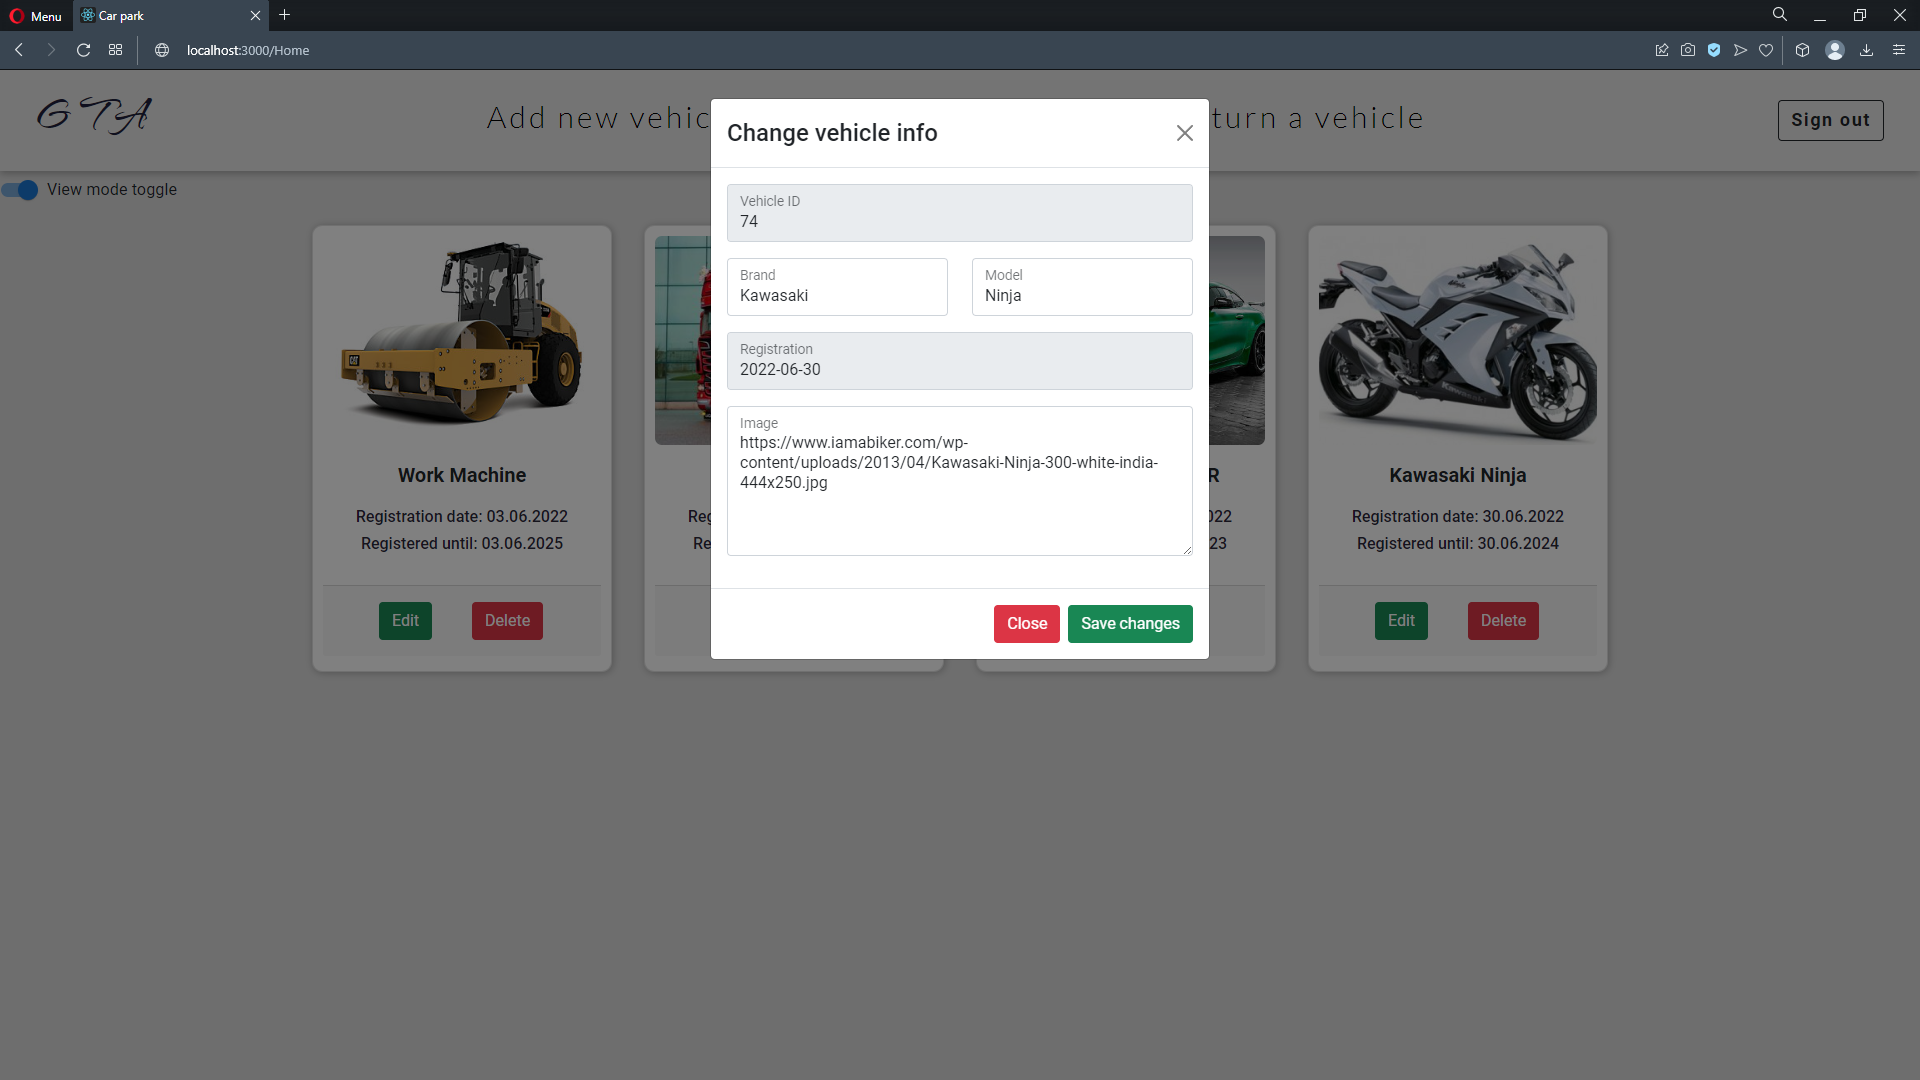 Menu
Car park
localhost:3000/Home
GTA
Add new vehic
turn a vehicle
Sign out
View mode toggle
Change vehicle info
Vehicle ID
74
Brand
Kawasaki
Model
Ninja
Registration
2022-06-30
Image
https://www.iamabiker.com/wp-
content/uploads/2013/04/Kawasaki-Ninja-300-white-india-
444x250.jpg
Close
Save changes
CAT
Work Machine
Registration date: 03.06.2022
Registered until: 03.06.2025
Edit
Delete
Reg
Re
R
022
23
Kawasaki Ninja
Registration date: 30.06.2022
Registered until: 30.06.2024
Edit
Delete